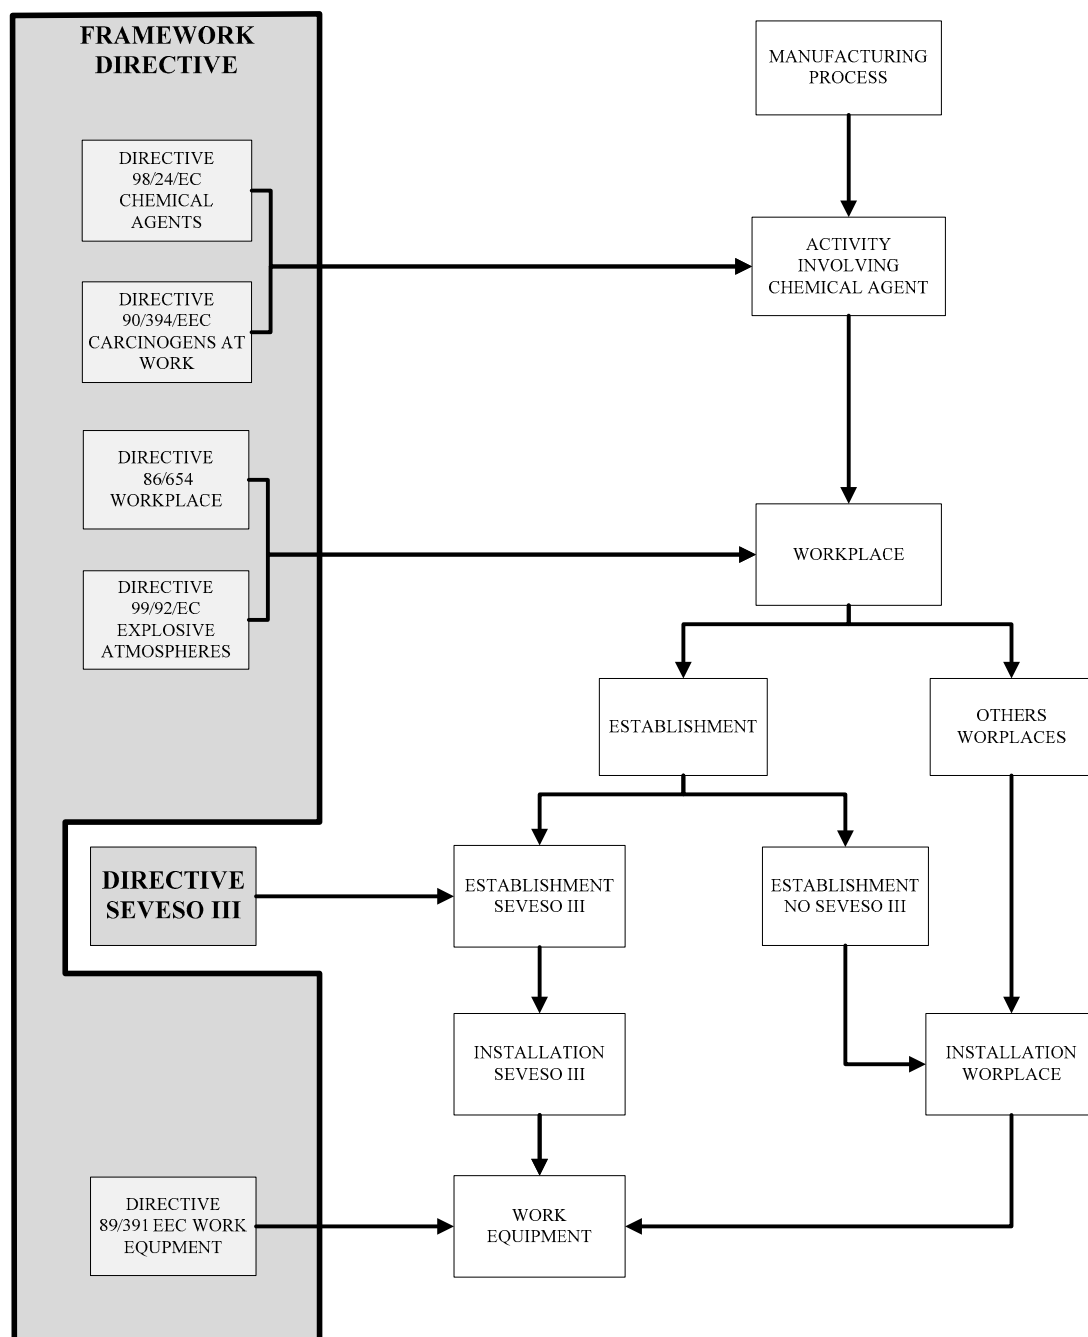 FRAMEWORK
DIRECTIVE
MANUFACTURING
PROCESS
DIRECTIVE
98/24/EC
CHEMICAL
AGENTS
ACTIVITY
INVOLVING
CHEMICAL AGENT
DIRECTIVE
90/394/EEC
CARCINOGENS AT
WORK
DIRECTIVE
86/654
WORKPLACE
WORKPLACE
DIRECTIVE
99/92/EC
EXPLOSIVE
ATMOSPHERES
ESTABLISHMENT
OTHERS
WORPLACES
DIRECTIVE
SEVESO III
ESTABLISHMENT
SEVESO III
ESTABLISHMENT
NO SEVESO III
INSTALLATION
SEVESO III
INSTALLATION
WORPLACE
DIRECTIVE
89/391 EEC WORK
EQUPMENT
WORK
EQUIPMENT